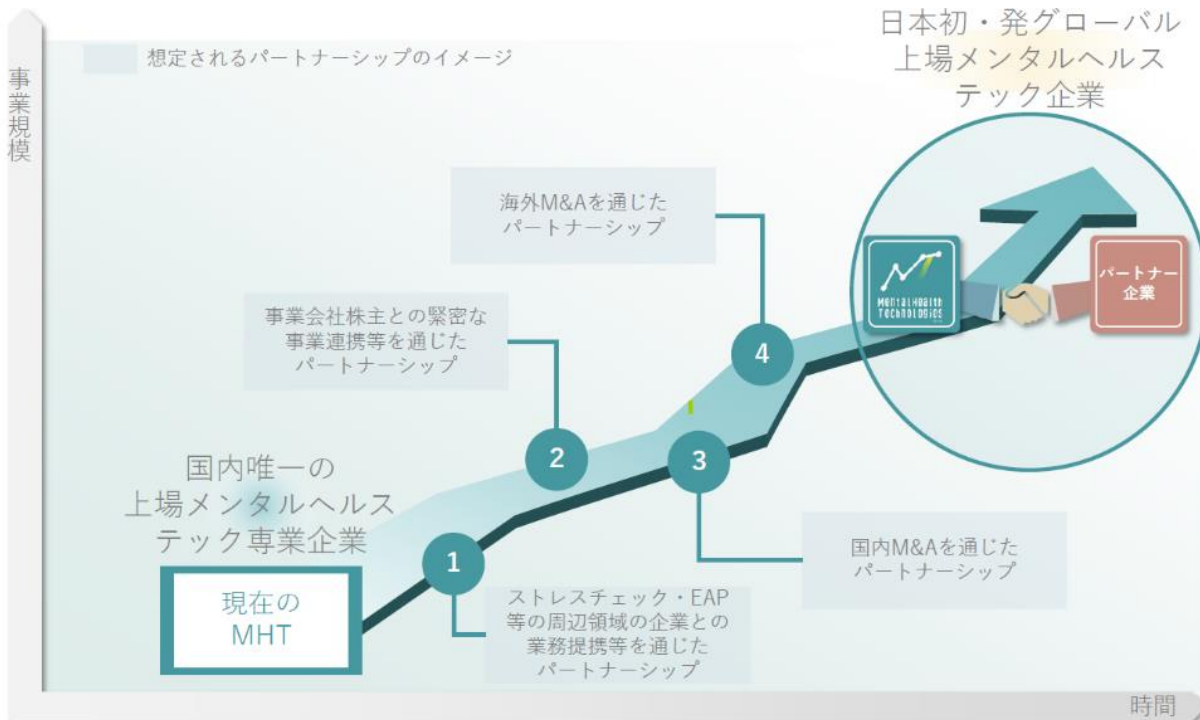 想定されるパートナーシップのイメージ
事業規模
日本初・発グローバル
上場メンタルヘルス
テック企業
海外M&Aを通じた
パートナーシップ
事業会社株主との緊密な
事業連携等を通じた
パートナーシップ
4
MentalHealth
Technologies
パートナー
企業
2
3
国内唯一の
上場メンタルヘルス
テック専業企業
1
国内M&Aを通じた
パートナーシップ
現在の
MHT
ストレスチェック・EAP
等の周辺領域の企業との
業務提携等を通じた
パートナーシップ
時間